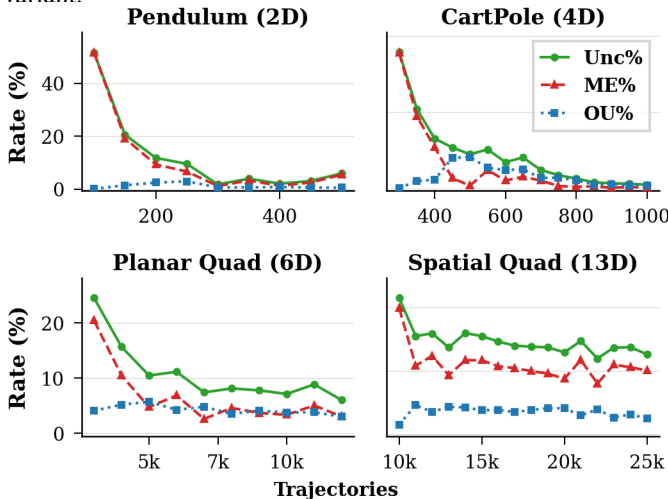 Pendulum (2D)
CartPole (4D)
Rate (%)
40
20
0
200
400
Unc%
ME%
OU%
400
600
800
1000
Planar Quad (6D)
Spatial Quad (13D)
Rate (%)
20
10
0
5k
7k
10k
10k
15k
20k
25k
Trajectories